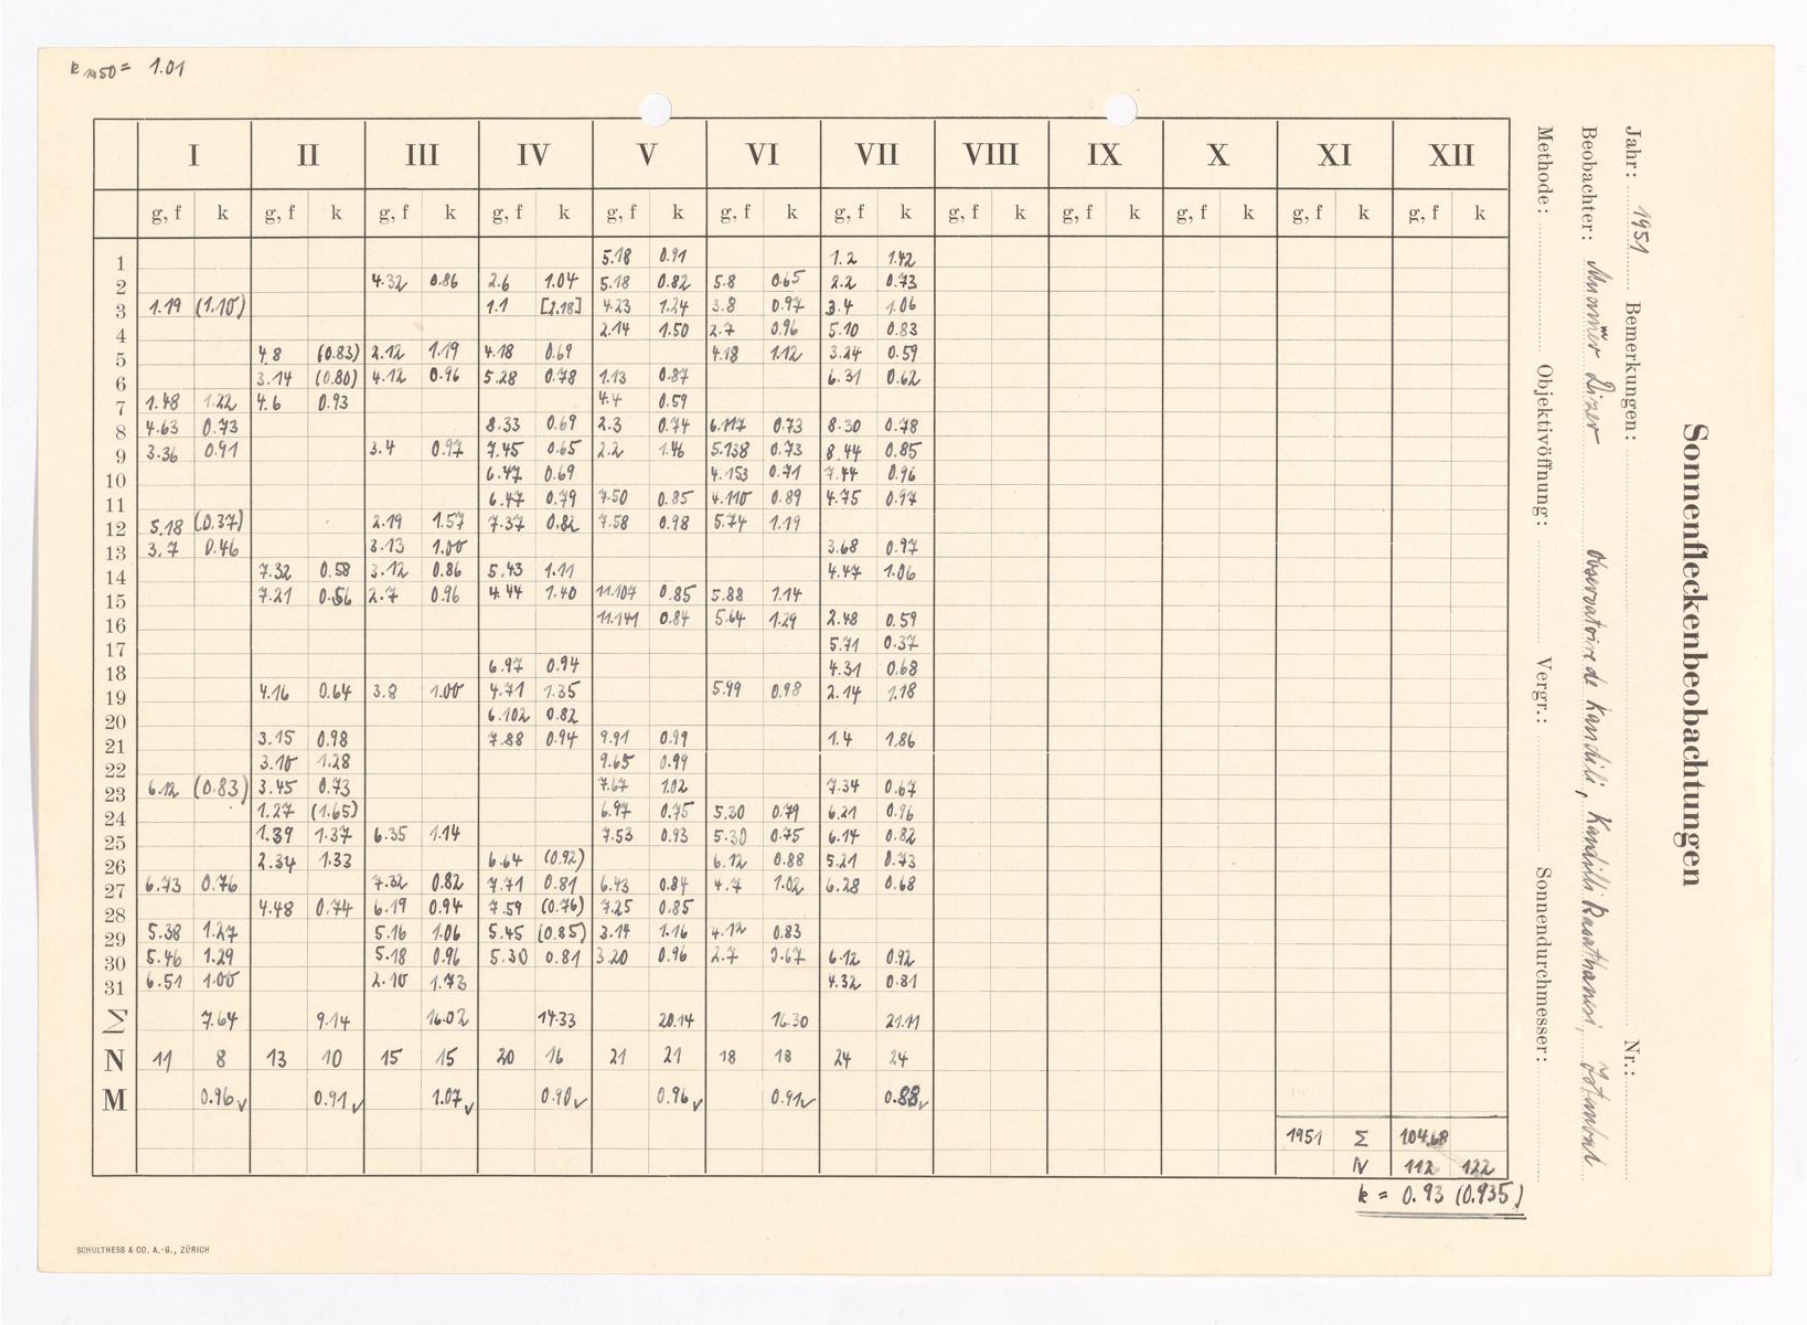 k 1950 = 1.01
I II III IV V VI VII VIII IX X XI XII
g, f k g, f k g, f k g, f k g, f k g, f k g, f k g, f k g, f k g, f k g, f k g, f k
1 5.18 0.91 1.2 1.42
2 4.32 0.86 2.6 1.04 5.18 0.82 5.8 0.65 2.2 0.73
3 1.19 (1.10) 1.1 [2.18] 4.23 1.24 3.8 0.97 3.4 1.06
4 2.14 1.50 2.7 0.96 5.10 0.83
5 4.8 (0.83) 2.12 1.19 4.18 0.69 4.18 1.12 3.24 0.59
6 3.14 (0.80) 4.12 0.96 5.28 0.78 1.13 0.87 6.31 0.62
7 1.48 1.22 4.6 0.93 4.4 0.59
8 4.63 0.73 8.33 0.69 2.3 0.74 6.117 0.73 8.30 0.78
9 3.36 0.91 3.4 0.97 7.45 0.65 2.2 1.46 5.138 0.73 8.44 0.85
10 6.47 0.69 4.153 0.71 7.44 0.96
11 6.47 0.79 7.50 0.85 4.110 0.89 4.75 0.97
12 5.18 (0.37) 2.19 1.57 7.37 0.82 7.58 0.98 5.74 1.19
13 3.7 0.46 3.13 1.00 3.68 0.97
14 7.32 0.58 3.12 0.86 5.43 1.11 4.47 1.06
15 7.21 0.56 2.7 0.96 4.44 1.40 11.107 0.85 5.88 1.14
16 11.141 0.84 5.64 1.29 2.48 0.59
17 5.71 0.37
18 6.97 0.94 4.31 0.68
19 4.16 0.64 3.8 1.00 4.71 1.35 5.99 0.98 2.14 1.18
20 6.102 0.82
21 3.15 0.98 7.88 0.94 9.91 0.99 1.4 1.86
22 3.10 1.28 9.65 0.99
23 6.12 (0.83) 3.45 0.73 7.67 1.02 7.34 0.67
24 1.27 (1.65) 6.97 0.75 5.30 0.79 6.21 0.96
25 1.39 1.37 6.35 1.14 7.53 0.93 5.30 0.75 6.14 0.82
26 2.34 1.33 6.64 (0.92) 6.12 0.88 5.21 0.73
27 6.73 0.76 7.32 0.82 7.71 0.81 6.43 0.84 4.7 1.02 6.28 0.68
28 4.48 0.74 6.19 0.94 7.59 (0.76) 7.25 0.85
29 5.38 1.27 5.16 1.06 5.45 (0.85) 3.14 1.16 4.12 0.83
30 5.46 1.29 5.18 0.96 5.30 0.81 3.20 0.96 2.7 0.67 6.12 0.92
31 6.51 1.00 2.10 1.73 4.32 0.81
Σ 7.64 9.14 16.02 14.33 20.14 16.30 21.11
N 11 8 13 10 15 15 20 16 21 21 18 18 24 24
M 0.96✓ 0.91✓ 1.07✓ 0.90✓ 0.96✓ 0.91✓ 0.88✓
1951 Σ 104.68
N 112 122
k = 0.93 (0.935)
SCHULTHESS & CO. A.-G., ZÜRICH
Sonnenfleckenbeobachtungen
Jahr: 1951 Bemerkungen: Nr.:
Beobachter: Muammer Dizer Observatoire de Kandilli, Kandilli Rasathanesi, Istanbul
Methode: Objektivöffnung: Vergr.: Sonnendurchmesser: